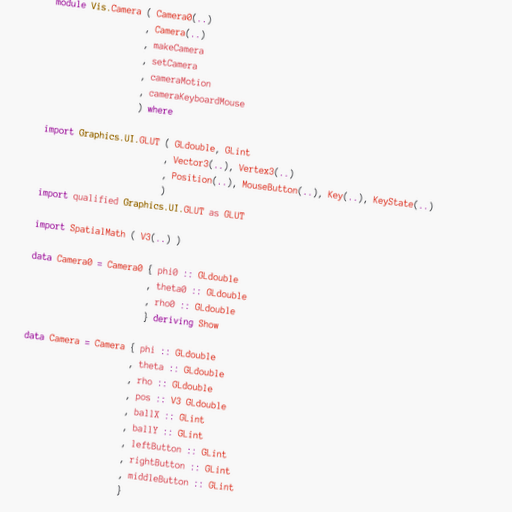 module Vis.Camera ( Camera0(..)
, Camera(..)
, makeCamera
, setCamera
, cameraMotion
, cameraKeyboardMouse
) where
import Graphics.UI.GLUT ( GLdouble, GLint
, Vector3(..), Vertex3(..)
, Position(..), MouseButton(..), Key(..), KeyState(..)
)
import qualified Graphics.UI.GLUT as GLUT
import SpatialMath ( V3(..) )
data Camera0 = Camera0 { phi0 :: GLdouble
, theta0 :: GLdouble
, rho0 :: GLdouble
} deriving Show
data Camera = Camera { phi :: GLdouble
, theta :: GLdouble
, rho :: GLdouble
, pos :: V3 GLdouble
, ballX :: GLint
, ballY :: GLint
, leftButton :: GLint
, rightButton :: GLint
, middleButton :: GLint
}